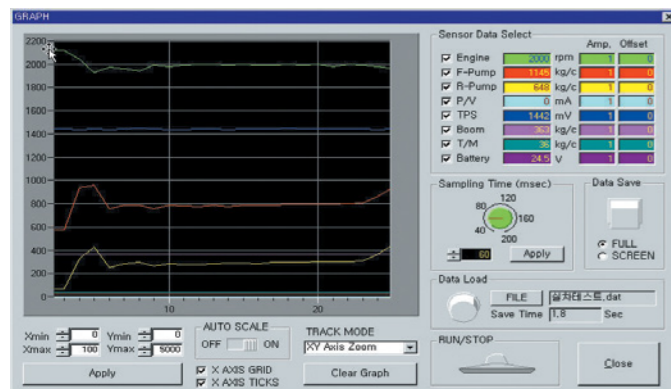 GRAPH
2200
2000
1800
1600
1400
1200
1000
800
600
400
200
0
10
20
Xmin 0 Ymin 0
Xmax 100 Ymax 5000
Apply
AUTO SCALE
OFF ON
X AXIS GRID
X AXIS TICKS
TRACK MODE
XY Axis Zoom
Clear Graph
Sensor Data Select
Amp. Offset
Engine 2000 rpm 1 0
F-Pump 1145 kg/c 1 0
R-Pump 648 kg/c 1 0
P/V 0 mA 1 0
TPS 1442 mV 1 0
Boom 363 kg/c 1 0
T/M 36 kg/c 1 0
Battery 24.5 V 1 0
Sampling Time (msec)
120
80 160
40 200
60 Apply
Data Save
FULL
SCREEN
Data Load
FILE 실차테스트.dat
Save Time 1.8 Sec
RUN/STOP
Close